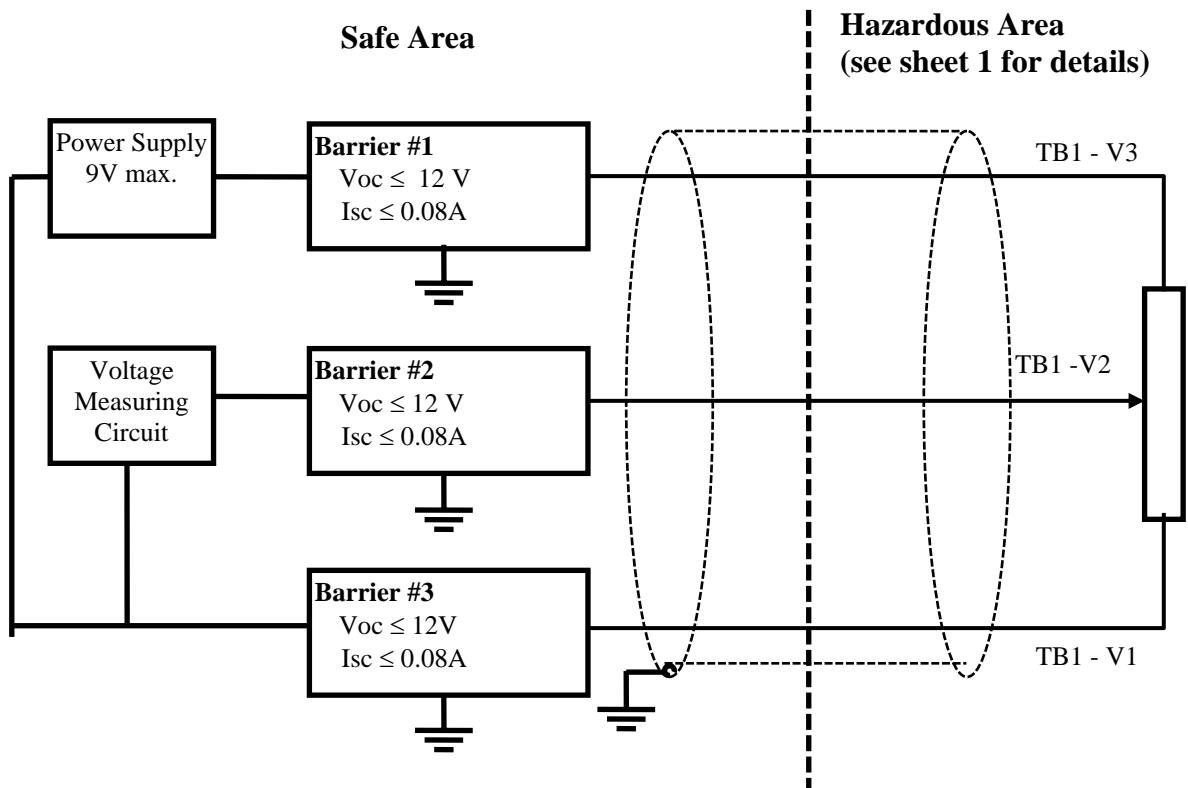 Safe Area
Hazardous Area
(see sheet 1 for details)
Power Supply
9V max.
Barrier #1
Voc ≤ 12 V
Isc ≤ 0.08A
TB1 - V3
Voltage
Measuring
Circuit
Barrier #2
Voc ≤ 12 V
Isc ≤ 0.08A
TB1 -V2
Barrier #3
Voc ≤ 12V
Isc ≤ 0.08A
TB1 - V1